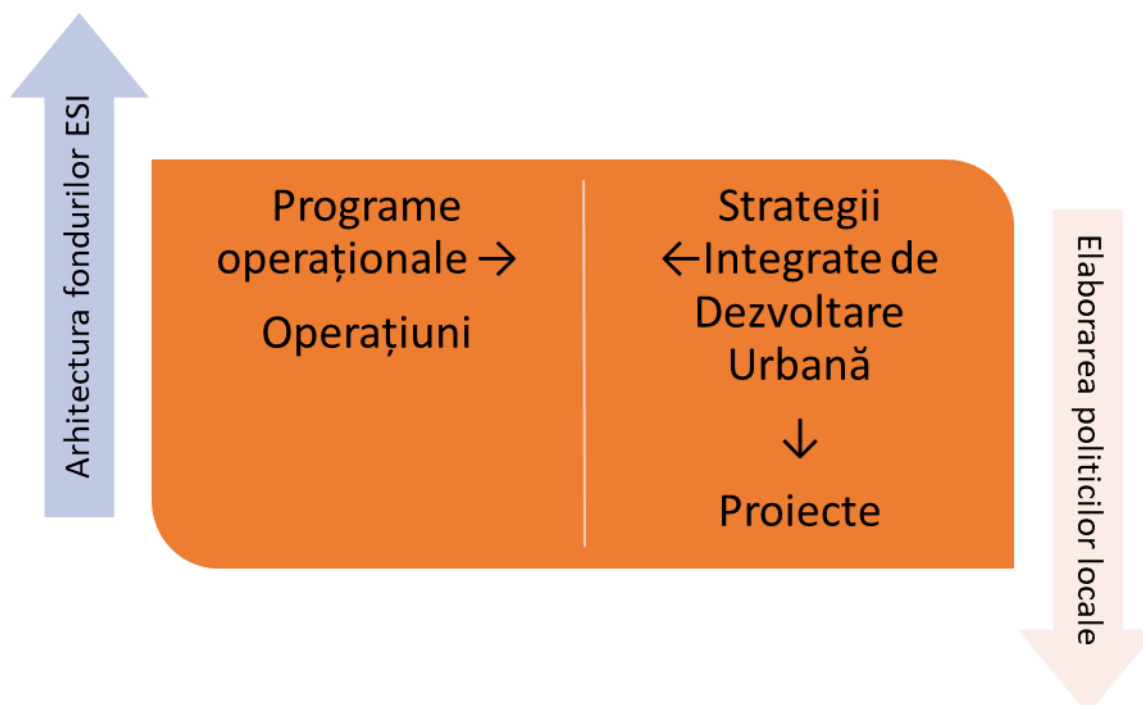 Arhitectura fondurilor ESI
Programe
operaționale →
Operațiuni
Strategii
←Integrate de
Dezvoltare
Urbană
↓
Proiecte
Elaborarea politicilor locale